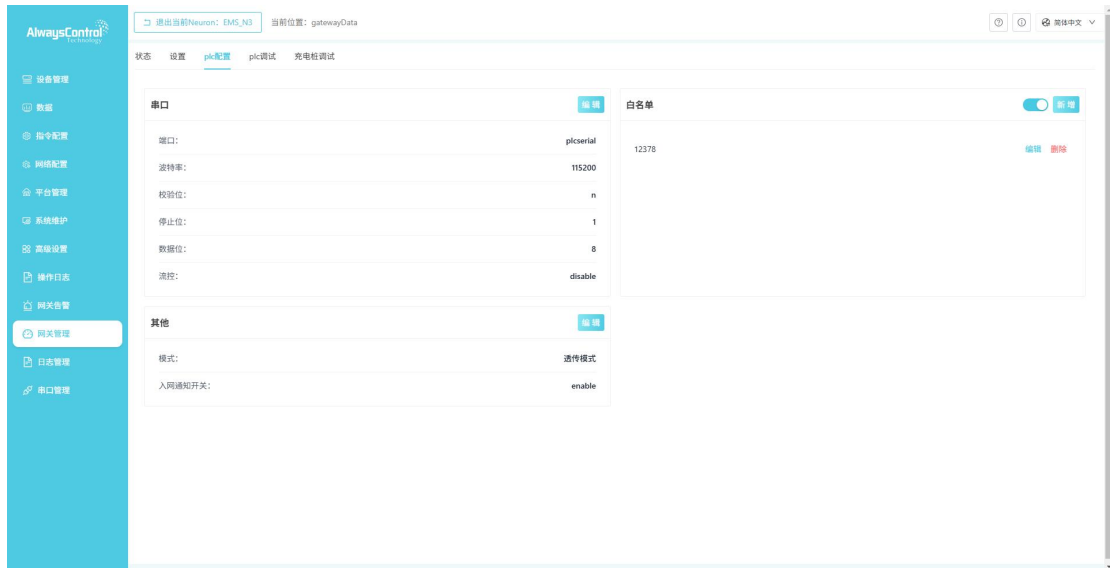 AlwaysControl
Technology
退出当前Neuron: EMS_N3
当前位置: gatewayData
简体中文
状态
设置
plc配置
plc调试
充电桩调试
设备管理
数据
指令配置
网络配置
平台管理
系统维护
高级设置
操作日志
网关告警
网关管理
日志管理
串口管理
串口
编辑
端口:
plcserial
波特率:
115200
校验位:
n
停止位:
1
数据位:
8
流控:
disable
白名单
新增
12378
编辑 删除
其他
编辑
模式:
透传模式
入网通知开关:
enable